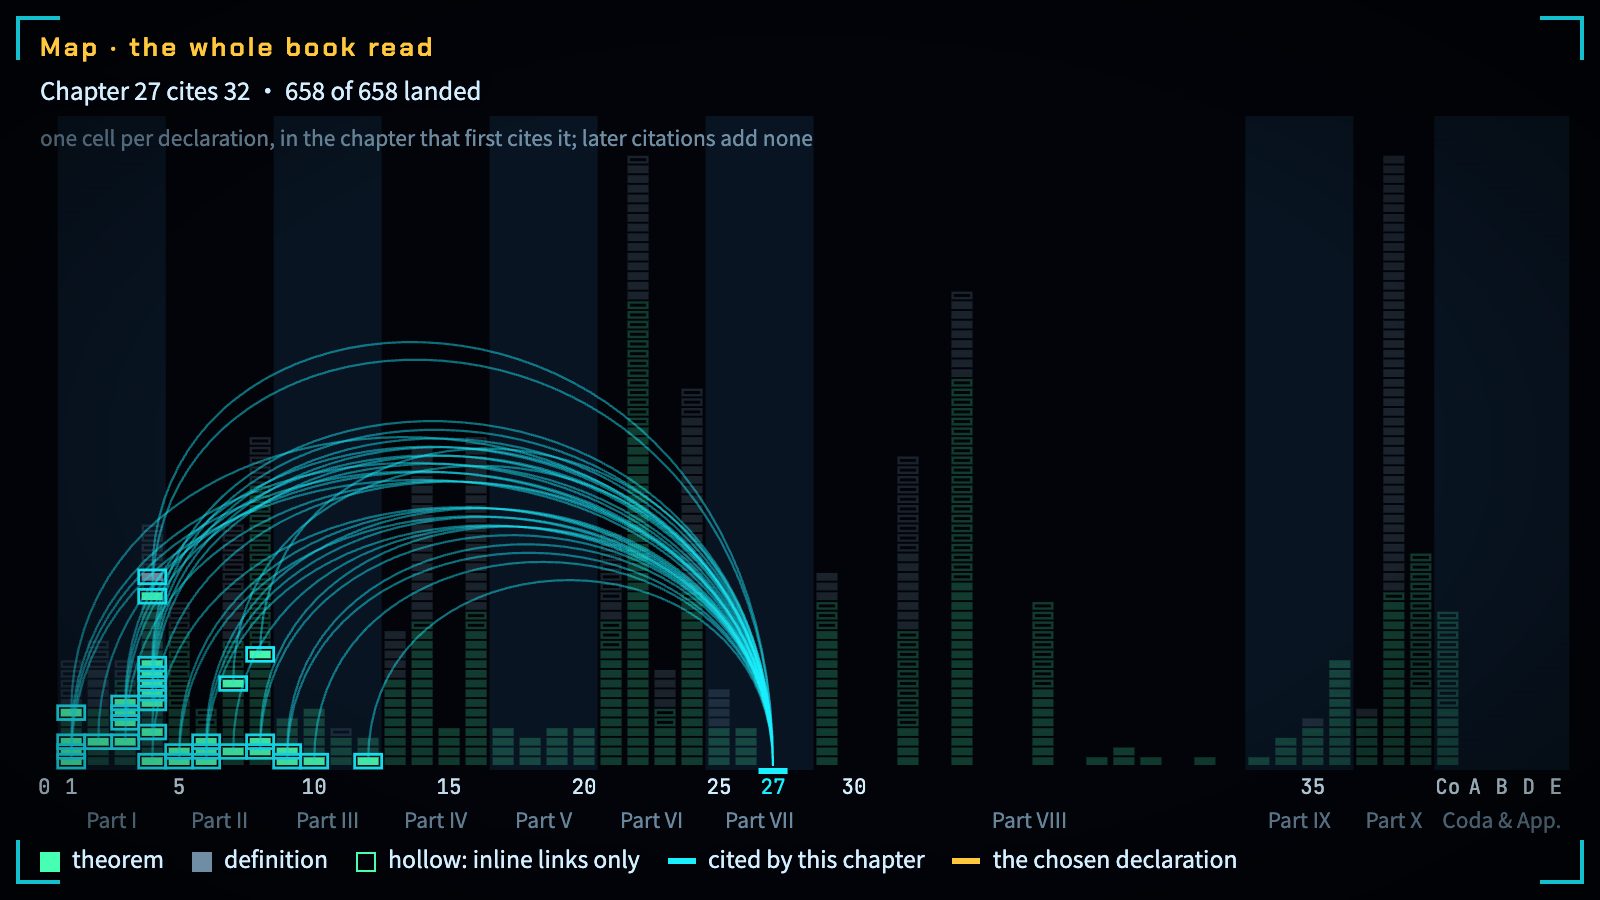 Map · the whole book read
Chapter 27 cites 32 · 658 of 658 landed
one cell per declaration, in the chapter that first cites it; later citations add none
0 1 5 10 15 20 25 27 30 35 Co A B D E
Part I Part II Part III Part IV Part V Part VI Part VII Part VIII Part IX Part X Coda & App.
theorem definition hollow: inline links only cited by this chapter the chosen declaration